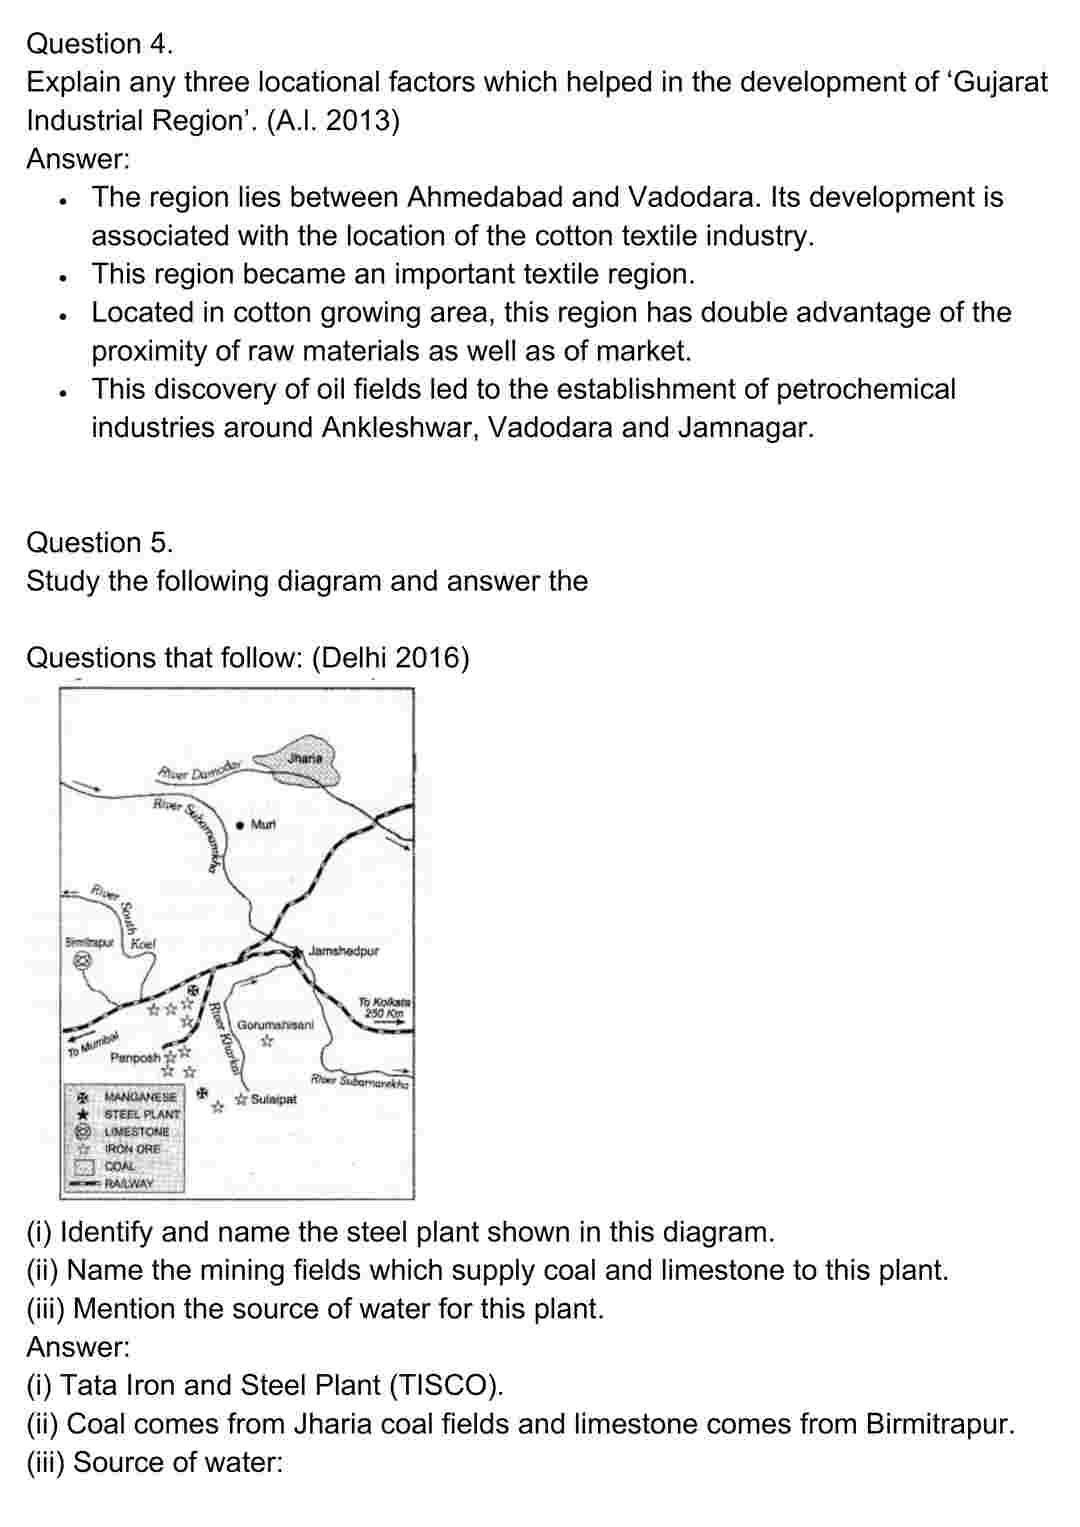 Question 4.
Explain any three locational factors which helped in the development of ‘Gujarat
Industrial Region’. (A.I. 2013)
Answer:
• The region lies between Ahmedabad and Vadodara. Its development is
associated with the location of the cotton textile industry.
• This region became an important textile region.
• Located in cotton growing area, this region has double advantage of the
proximity of raw materials as well as of market.
• This discovery of oil fields led to the establishment of petrochemical
industries around Ankleshwar, Vadodara and Jamnagar.
Question 5.
Study the following diagram and answer the
Questions that follow: (Delhi 2016)
Jharia
River Damodar
River Subarnarekha
Muri
River South Koel
Birmitrapur
Jamshedpur
To Kolkata
250 Km
River Kharkai
Gorumahisani
To Mumbai
Panposh
River Subarnarekha
Sulaipat
MANGANESE
STEEL PLANT
LIMESTONE
IRON ORE
COAL
RAILWAY
(i) Identify and name the steel plant shown in this diagram.
(ii) Name the mining fields which supply coal and limestone to this plant.
(iii) Mention the source of water for this plant.
Answer:
(i) Tata Iron and Steel Plant (TISCO).
(ii) Coal comes from Jharia coal fields and limestone comes from Birmitrapur.
(iii) Source of water: